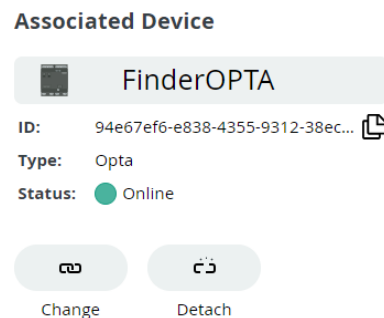 Associated Device
FinderOPTA
ID: 94e67ef6-e838-4355-9312-38ec...
Type: Opta
Status: Online
Change Detach